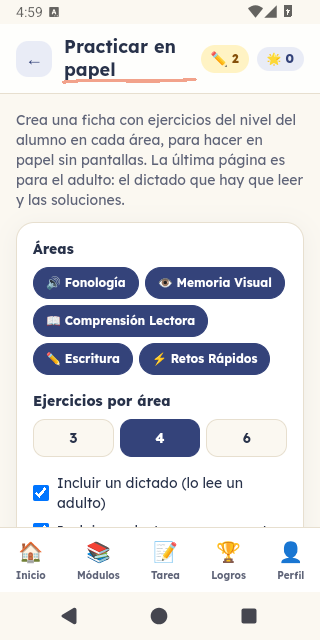 4:59
Practicar en
papel
2
0
Crea una ficha con ejercicios del nivel del
alumno en cada área, para hacer en
papel sin pantallas. La última página es
para el adulto: el dictado que hay que leer
y las soluciones.
Áreas
Fonología
Memoria Visual
Comprensión Lectora
Escritura
Retos Rápidos
Ejercicios por área
3
4
6
Incluir un dictado (lo lee un
adulto)
Inicio
Módulos
Tarea
Logros
Perfil